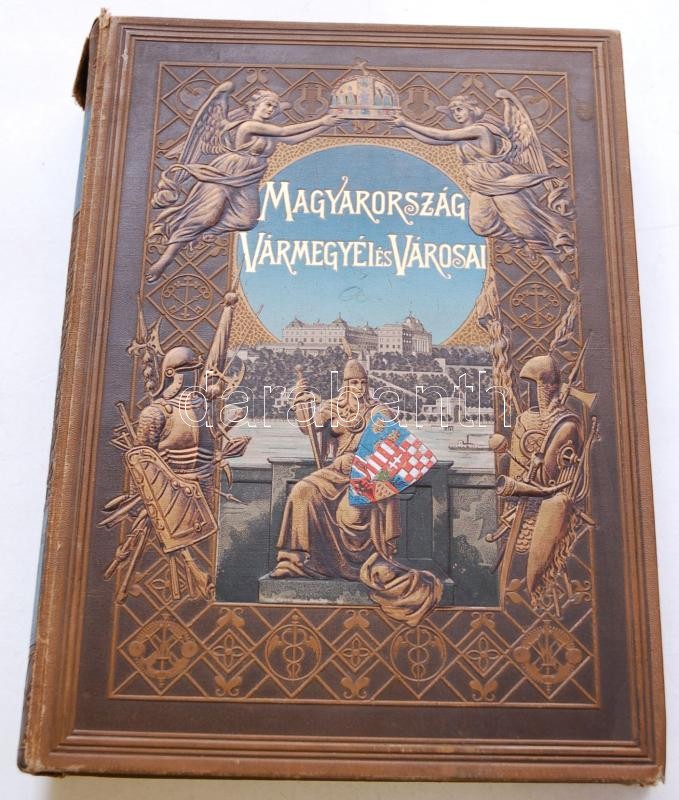 MAGYARORSZÁG
VÁRMEGYÉI ÉS VÁROSAI
darabanth